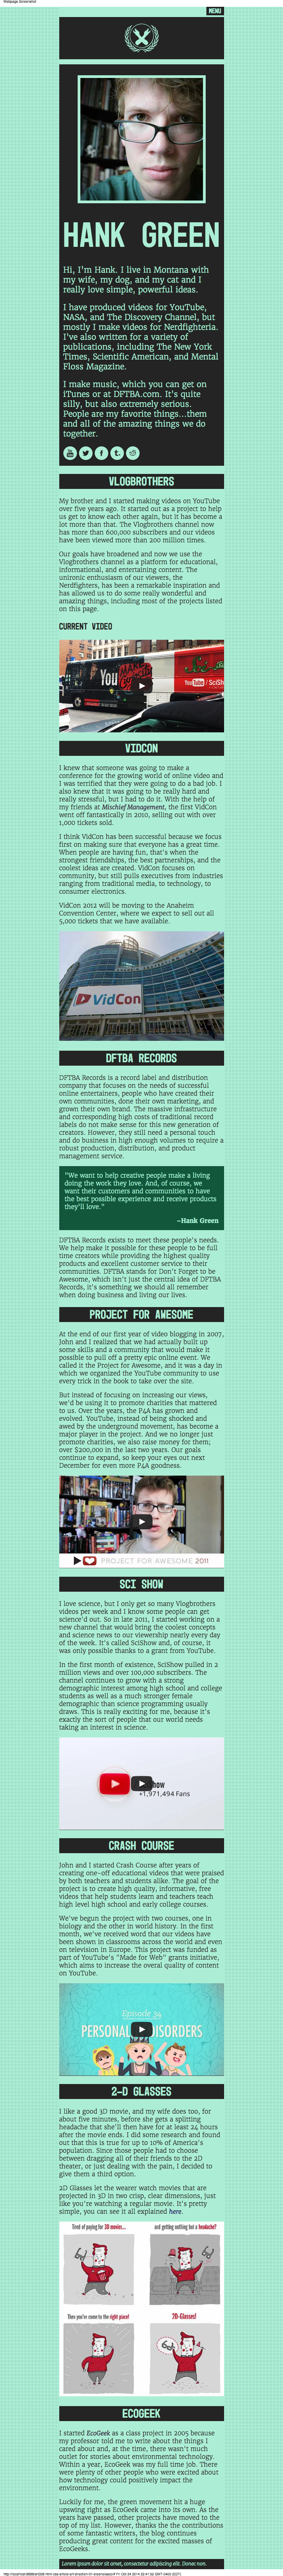 Webpage Screenshot
MENU
HANK GREEN
Hi, I'm Hank. I live in Montana with
my wife, my dog, and my cat and I
really love simple, powerful ideas.
I have produced videos for YouTube,
NASA, and The Discovery Channel, but
mostly I make videos for Nerdfighteria.
I've also written for a variety of
publications, including The New York
Times, Scientific American, and Mental
Floss Magazine.
I make music, which you can get on
iTunes or at DFTBA.com. It's quite
silly, but also extremely serious.
People are my favorite things...them
and all of the amazing things we do
together.
VLOGBROTHERS
My brother and I started making videos on YouTube
over five years ago. It started out as a project to help
us get to know each other again, but it has become a
lot more than that. The Vlogbrothers channel now
has more than 600,000 subscribers and our videos
have been viewed more than 200 million times.
Our goals have broadened and now we use the
Vlogbrothers channel as a platform for educational,
informational, and entertaining content. The
unironic enthusiasm of our viewers, the
Nerdfighters, has been a remarkable inspiration and
has allowed us to do some really wonderful and
amazing things, including most of the projects listed
on this page.
CURRENT VIDEO
You
YouTube / SciSh
VIDCON
I knew that someone was going to make a
conference for the growing world of online video and
I was terrified that they were going to do a bad job. I
also knew that it was going to be really hard and
really stressful, but I had to do it. With the help of
my friends at Mischief Management, the first VidCon
went off fantastically in 2010, selling out with over
1,000 tickets sold.
I think VidCon has been successful because we focus
first on making sure that everyone has a great time.
When people are having fun, that's when the
strongest friendships, the best partnerships, and the
coolest ideas are created. VidCon focuses on
community, but still pulls executives from industries
ranging from traditional media, to technology, to
consumer electronics.
VidCon 2012 will be moving to the Anaheim
Convention Center, where we expect to sell out all
5,000 tickets that we have available.
VidCon
DFTBA RECORDS
DFTBA Records is a record label and distribution
company that focuses on the needs of successful
online entertainers, people who have created their
own communities, done their own marketing, and
grown their own brand. The massive infrastructure
and corresponding high costs of traditional record
labels do not make sense for this new generation of
creators. However, they still need a personal touch
and do business in high enough volumes to require a
robust production, distribution, and product
management service.
"We want to help creative people make a living
doing the work they love. And, of course, we
want their customers and communities to have
the best possible experience and receive products
they'll love."
–Hank Green
DFTBA Records exists to meet these people's needs.
We help make it possible for these people to be full
time creators while providing the highest quality
products and excellent customer service to their
communities. DFTBA stands for Don't Forget to be
Awesome, which isn't just the central idea of DFTBA
Records, it's something we should all remember
when doing business and living our lives.
PROJECT FOR AWESOME
At the end of our first year of video blogging in 2007,
John and I realized that we had actually built up
some skills and a community that would make it
possible to pull off a pretty epic online event. We
called it the Project for Awesome, and it was a day in
which we organized the YouTube community to use
every trick in the book to take over the site.
But instead of focusing on increasing our views,
we'd be using it to promote charities that mattered
to us. Over the years, the P4A has grown and
evolved. YouTube, instead of being shocked and
awed by the underground movement, has become a
major player in the project. And we no longer just
promote charities, we also raise money for them;
over $200,000 in the last two years. Our goals
continue to expand, so keep your eyes out next
December for even more P4A goodness.
PROJECT FOR AWESOME 2011
SCI SHOW
I love science, but I only get so many Vlogbrothers
videos per week and I know some people can get
science'd out. So in late 2011, I started working on a
new channel that would bring the coolest concepts
and science news to our viewership nearly every day
of the week. It's called SciShow and, of course, it
was only possible thanks to a grant from YouTube.
In the first month of existence, SciShow pulled in 2
million views and over 100,000 subscribers. The
channel continues to grow with a strong
demographic interest among high school and college
students as well as a much stronger female
demographic than science programming usually
draws. This is really exciting for me, because it's
exactly the sort of people that our world needs
taking an interest in science.
how
+1,971,494 Fans
CRASH COURSE
John and I started Crash Course after years of
creating one-off educational videos that were praised
by both teachers and students alike. The goal of the
project is to create high quality, informative, free
videos that help students learn and teachers teach
high level high school and early college courses.
We've begun the project with two courses, one in
biology and the other in world history. In the first
month, we've received word that our videos have
been shown in classrooms across the world and even
on television in Europe. This project was funded as
part of YouTube's "Made for Web" grants initiative,
which aims to increase the overall quality of content
on YouTube.
Episode 34
PERSONAL ISORDERS
2-D GLASSES
I like a good 3D movie, and my wife does too, for
about five minutes, before she gets a splitting
headache that she'll then have for at least 24 hours
after the movie ends. I did some research and found
out that this is true for up to 10% of America's
population. Since those people had to choose
between dragging all of their friends to the 2D
theater, or just dealing with the pain, I decided to
give them a third option.
2D Glasses let the wearer watch movies that are
projected in 3D in two crisp, clear dimensions, just
like you're watching a regular movie. It's pretty
simple, you can see it all explained here.
Tired of paying for 3D movies...
and getting nothing but a headache?
Then you've come to the right place!
2D-Glasses!
ECOGEEK
I started EcoGeek as a class project in 2005 because
my professor told me to write about the things I
cared about and, at the time, there wasn't much
outlet for stories about environmental technology.
Within a year, EcoGeek was my full time job. There
were plenty of other people who were excited about
how technology could positively impact the
environment.
Luckily for me, the green movement hit a huge
upswing right as EcoGeek came into its own. As the
years have passed, other projects have moved to the
top of my list. However, thanks the the contributions
of some fantastic writers, the blog continues
producing great content for the excited masses of
EcoGeeks.
Lorem ipsum dolor sit amet, consectetur adipiscing elit. Donec non.